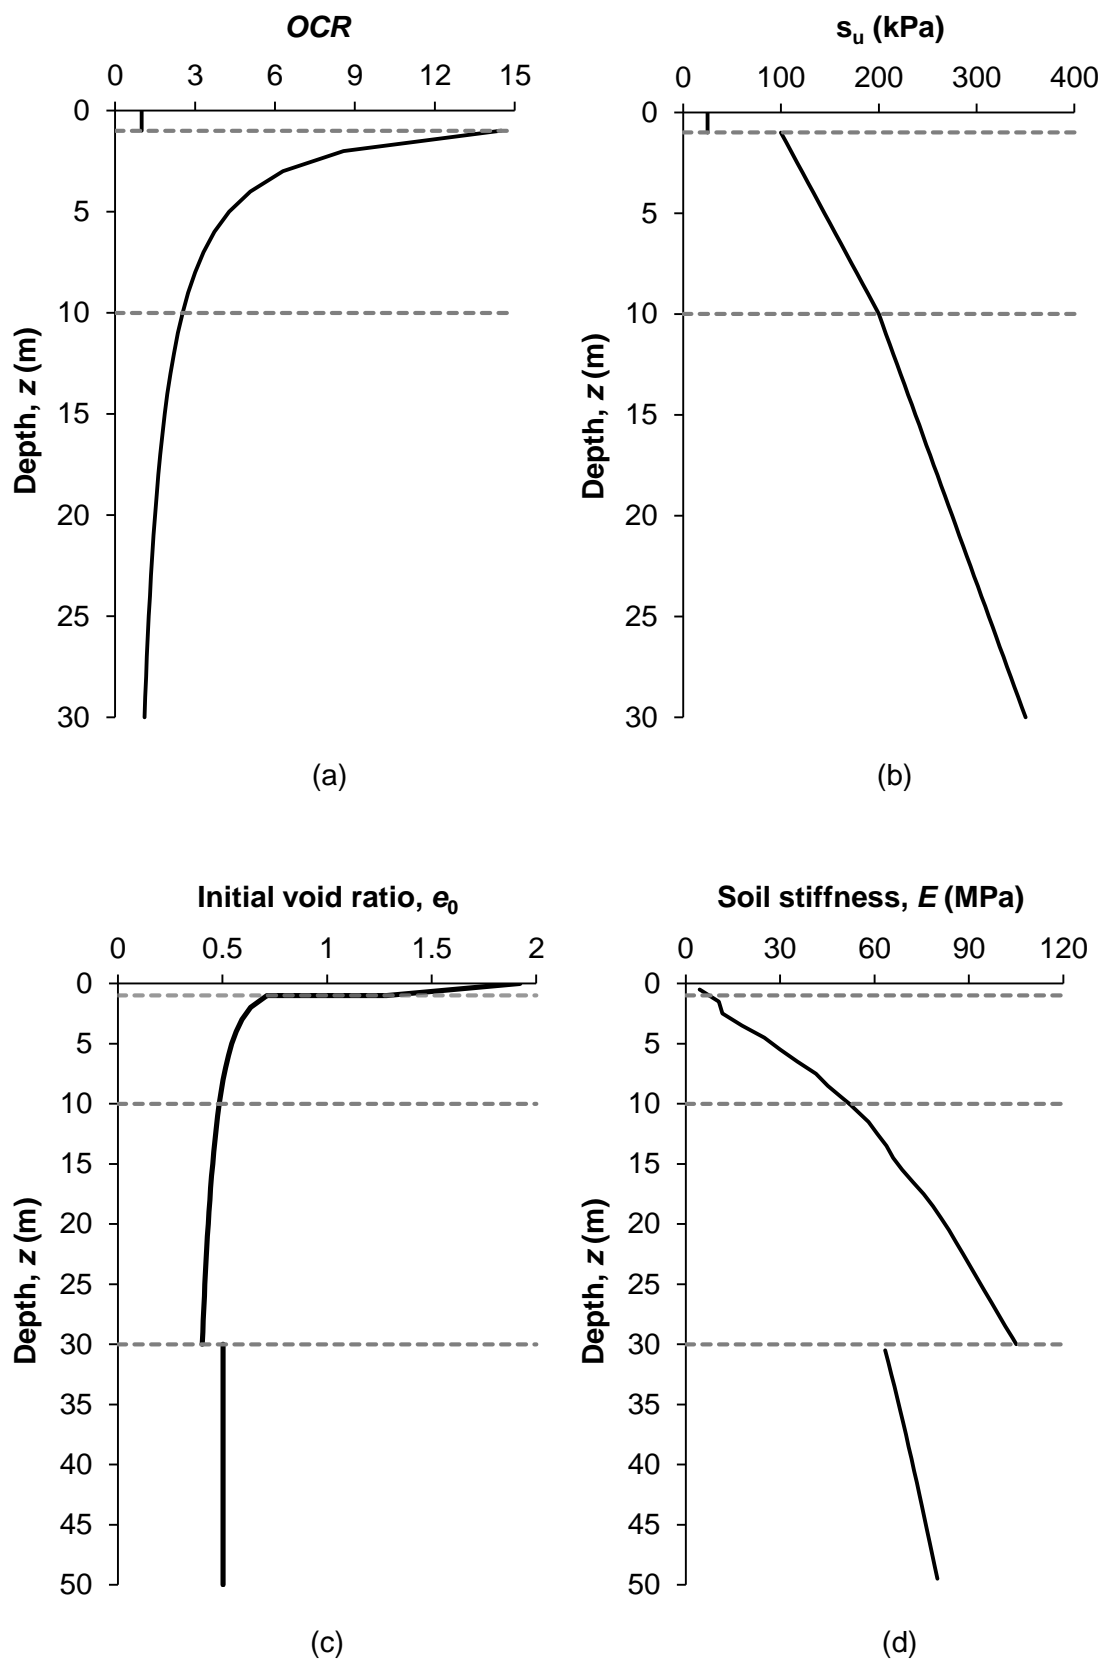 OCR
0 3 6 9 12 15
0
5
10
15
20
25
30
Depth, z (m)
(a)
su (kPa)
0 100 200 300 400
0
5
10
15
20
25
30
Depth, z (m)
(b)
Initial void ratio, e0
0 0.5 1 1.5 2
0
5
10
15
20
25
30
35
40
45
50
Depth, z (m)
(c)
Soil stiffness, E (MPa)
0 30 60 90 120
0
5
10
15
20
25
30
35
40
45
50
Depth, z (m)
(d)